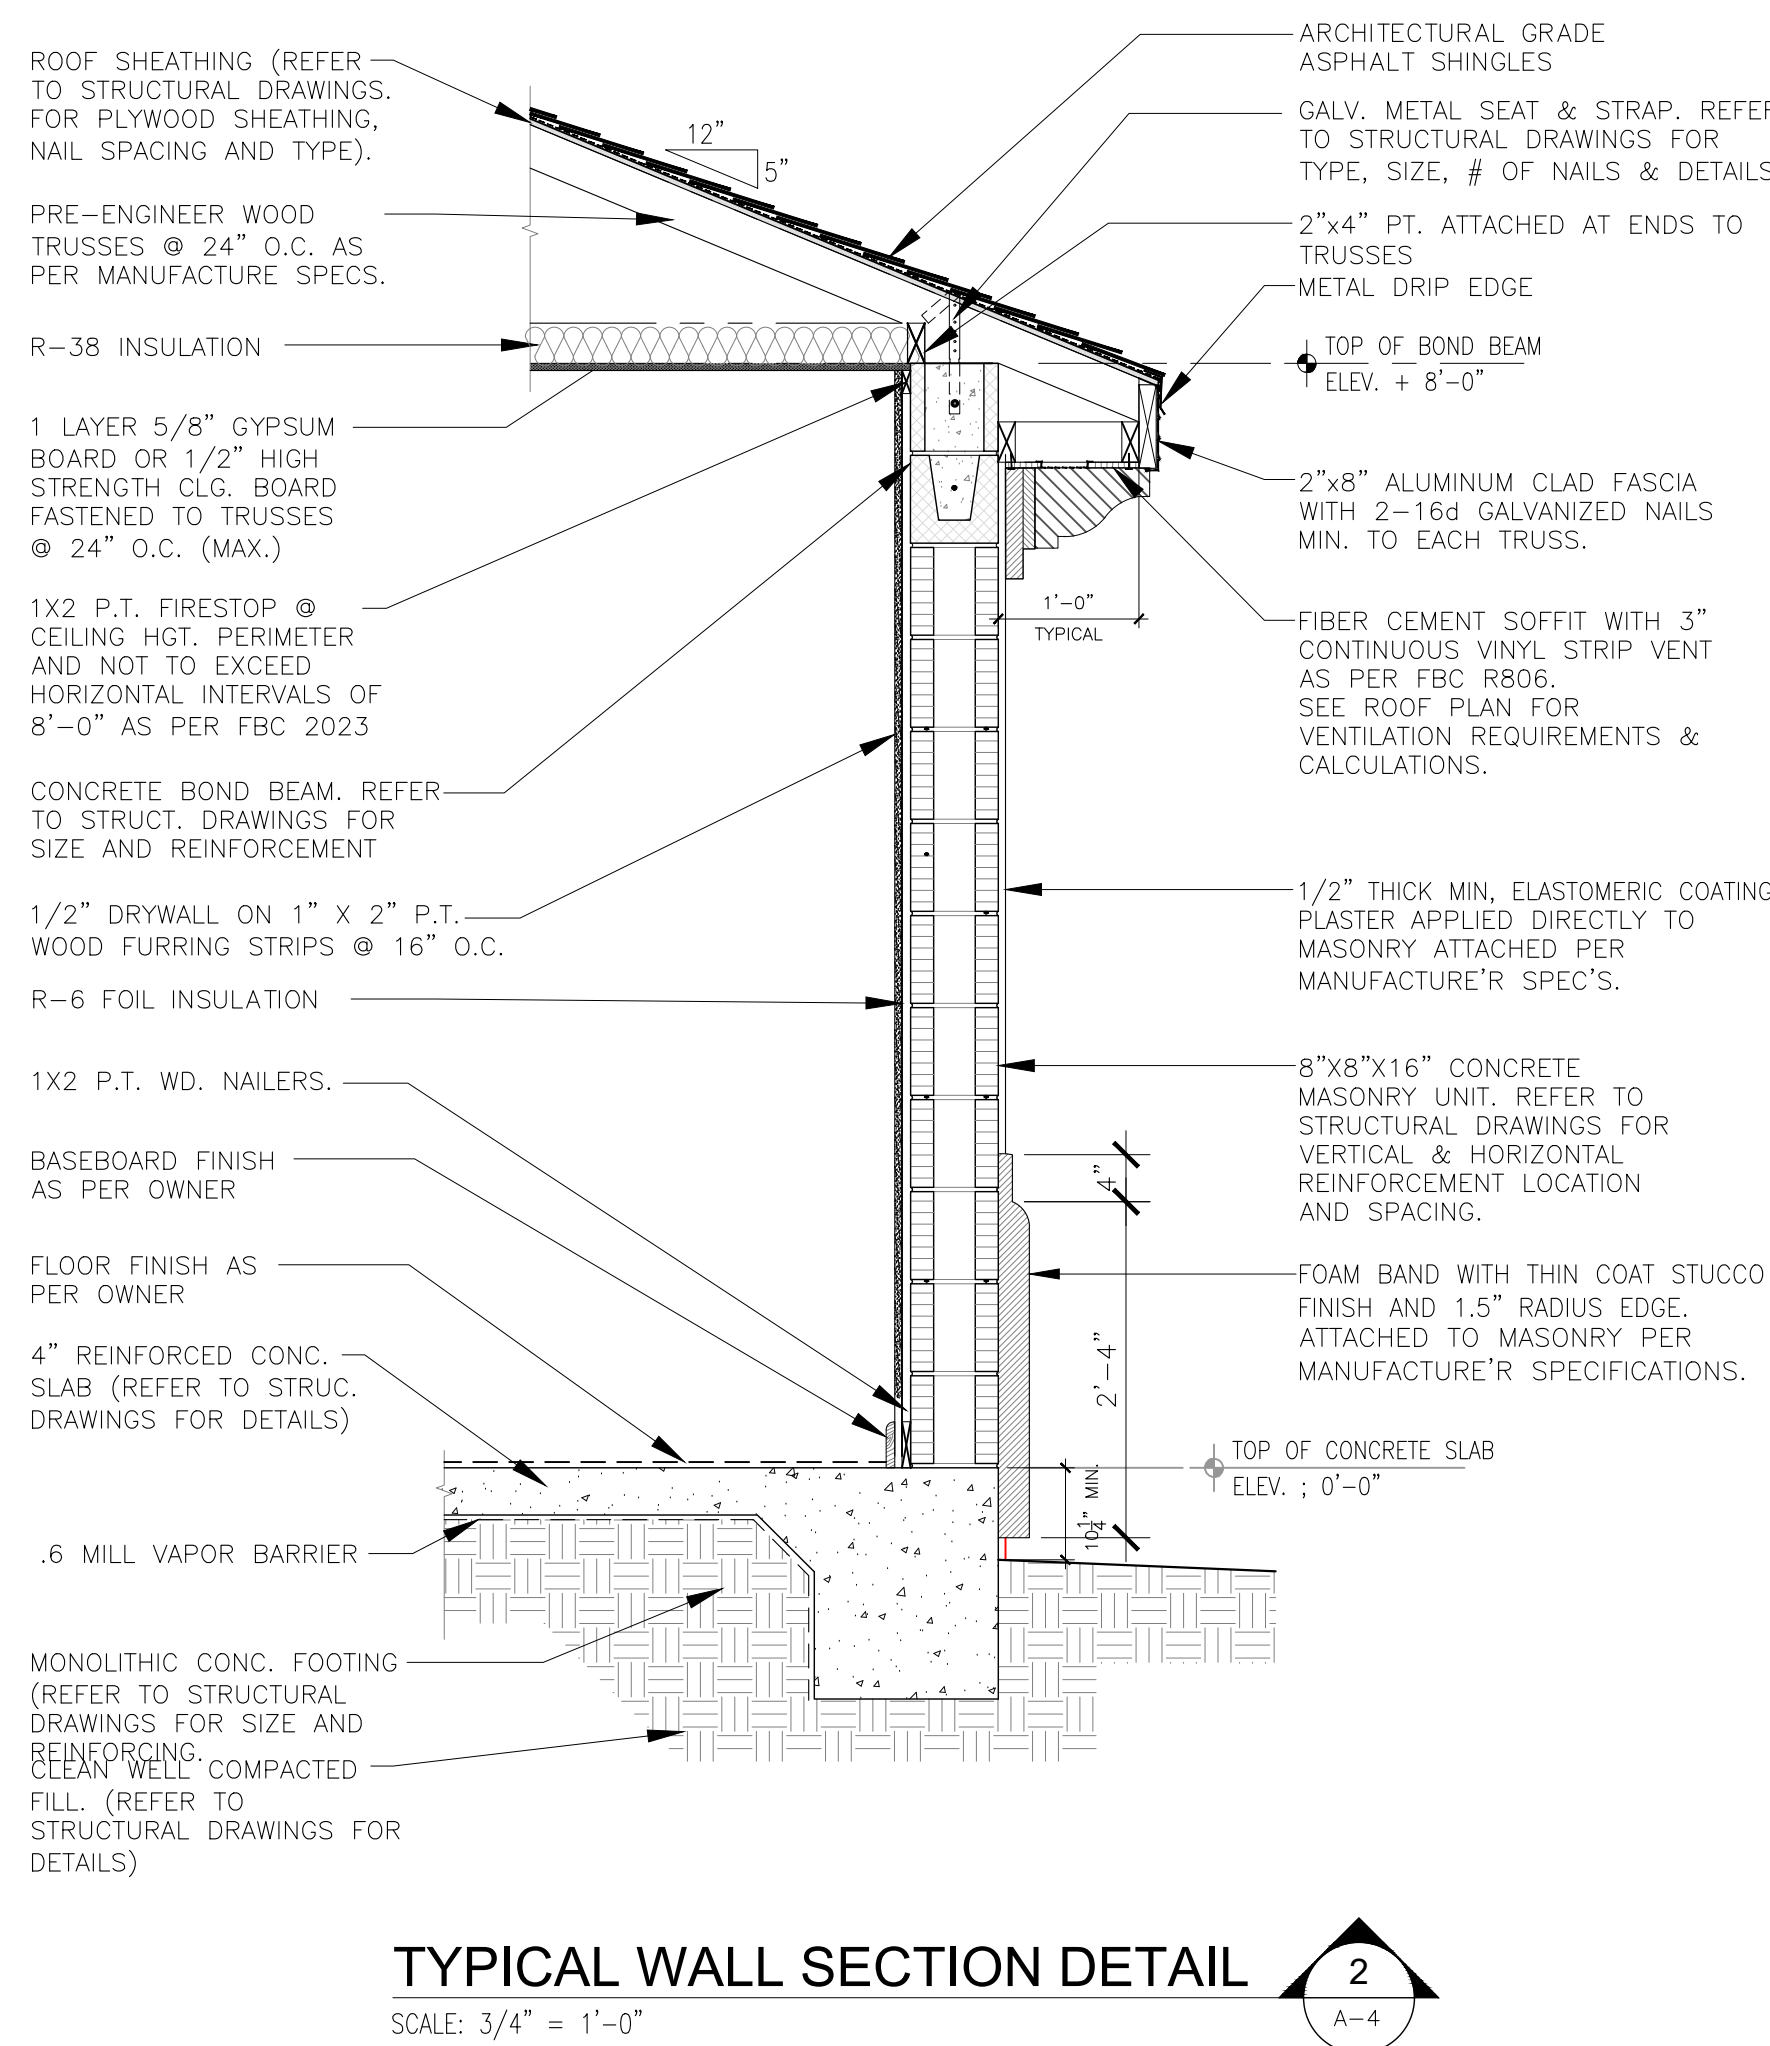 ROOF SHEATHING (REFER
TO STRUCTURAL DRAWINGS.
FOR PLYWOOD SHEATHING,
NAIL SPACING AND TYPE).
PRE-ENGINEER WOOD
TRUSSES @ 24" O.C. AS
PER MANUFACTURE SPECS.
R-38 INSULATION
1 LAYER 5/8" GYPSUM
BOARD OR 1/2" HIGH
STRENGTH CLG. BOARD
FASTENED TO TRUSSES
@ 24" O.C. (MAX.)
1X2 P.T. FIRESTOP @
CEILING HGT. PERIMETER
AND NOT TO EXCEED
HORIZONTAL INTERVALS OF
8'-0" AS PER FBC 2023
CONCRETE BOND BEAM. REFER
TO STRUCT. DRAWINGS FOR
SIZE AND REINFORCEMENT
1/2" DRYWALL ON 1" X 2" P.T.
WOOD FURRING STRIPS @ 16" O.C.
R-6 FOIL INSULATION
1X2 P.T. WD. NAILERS.
BASEBOARD FINISH
AS PER OWNER
FLOOR FINISH AS
PER OWNER
4" REINFORCED CONC.
SLAB (REFER TO STRUC.
DRAWINGS FOR DETAILS)
.6 MILL VAPOR BARRIER
MONOLITHIC CONC. FOOTING
(REFER TO STRUCTURAL
DRAWINGS FOR SIZE AND
REINFORCING.
CLEAN WELL COMPACTED
FILL. (REFER TO
STRUCTURAL DRAWINGS FOR
DETAILS)
12"
5"
1'-0"
TYPICAL
4"
2'-4"
10 1/4" MIN.
ARCHITECTURAL GRADE
ASPHALT SHINGLES
GALV. METAL SEAT & STRAP. REFER
TO STRUCTURAL DRAWINGS FOR
TYPE, SIZE, # OF NAILS & DETAILS
2"x4" PT. ATTACHED AT ENDS TO
TRUSSES
METAL DRIP EDGE
TOP OF BOND BEAM
ELEV. + 8'-0"
2"x8" ALUMINUM CLAD FASCIA
WITH 2-16d GALVANIZED NAILS
MIN. TO EACH TRUSS.
FIBER CEMENT SOFFIT WITH 3"
CONTINUOUS VINYL STRIP VENT
AS PER FBC R806.
SEE ROOF PLAN FOR
VENTILATION REQUIREMENTS &
CALCULATIONS.
1/2" THICK MIN, ELASTOMERIC COATING
PLASTER APPLIED DIRECTLY TO
MASONRY ATTACHED PER
MANUFACTURE'R SPEC'S.
8"X8"X16" CONCRETE
MASONRY UNIT. REFER TO
STRUCTURAL DRAWINGS FOR
VERTICAL & HORIZONTAL
REINFORCEMENT LOCATION
AND SPACING.
FOAM BAND WITH THIN COAT STUCCO
FINISH AND 1.5" RADIUS EDGE.
ATTACHED TO MASONRY PER
MANUFACTURE'R SPECIFICATIONS.
TOP OF CONCRETE SLAB
ELEV. ; 0'-0"
TYPICAL WALL SECTION DETAIL
SCALE: 3/4" = 1'-0"
2
A-4